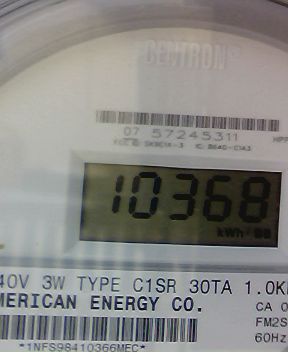 CENTRON®
07 57245311
10368
kWh
40V 3W TYPE C1SR 30TA 1.0K
MERICAN ENERGY CO.
CA 0
FM2S
60Hz
*1NFS98410366MEC*